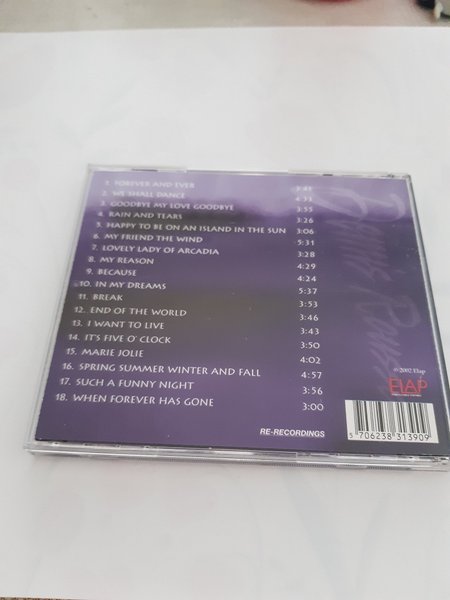 1. FOREVER AND EVER 3:41
2. WE SHALL DANCE 4:33
3. GOODBYE MY LOVE GOODBYE 3:55
4. RAIN AND TEARS 3:26
5. HAPPY TO BE ON AN ISLAND IN THE SUN 3:06
6. MY FRIEND THE WIND 5:31
7. LOVELY LADY OF ARCADIA 3:28
8. MY REASON 4:29
9. BECAUSE 4:24
10. IN MY DREAMS 5:37
11. BREAK 3:53
12. END OF THE WORLD 3:46
13. I WANT TO LIVE 3:43
14. IT'S FIVE O' CLOCK 3:50
15. MARIE JOLIE 4:02
16. SPRING SUMMER WINTER AND FALL 4:57
17. SUCH A FUNNY NIGHT 3:56
18. WHEN FOREVER HAS GONE 3:00
RE-RECORDINGS
© 2002 Elap
ELAP
5 706238 313909